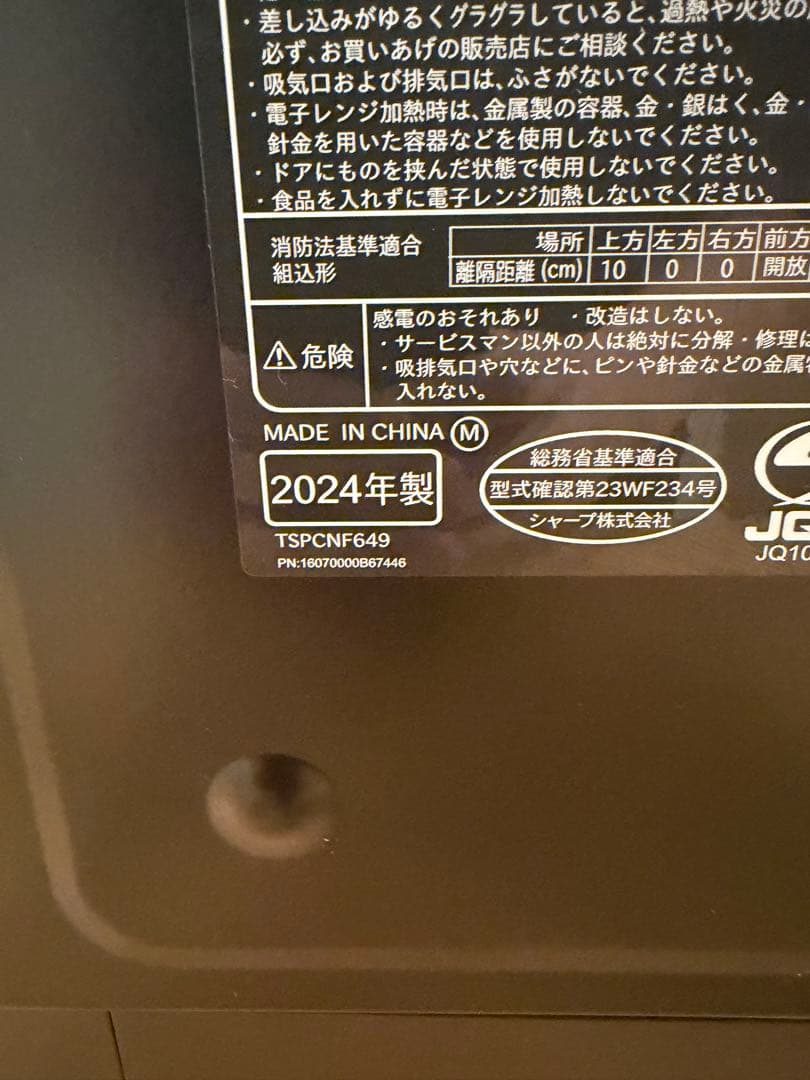 ・差し込みがゆるくグラグラしていると、過熱や火災の
必ず、お買いあげの販売店にご相談ください。
・吸気口および排気口は、ふさがないでください。
・電子レンジ加熱時は、金属製の容器、金・銀はく、金・
針金を用いた容器などを使用しないでください。
・ドアにものを挟んだ状態で使用しないでください。
・食品を入れずに電子レンジ加熱しないでください。
消防法基準適合
組込形
場所 上方 左方 右方 前方
離隔距離(cm) 10 0 0 開放
危険
感電のおそれあり ・改造はしない。
・サービスマン以外の人は絶対に分解・修理は
・吸排気口や穴などに、ピンや針金などの金属
入れない。
MADE IN CHINA M
2024年製
TSPCNF649
PN:16070000B67446
総務省基準適合
型式確認第23WF234号
シャープ株式会社
JQ
JQ10